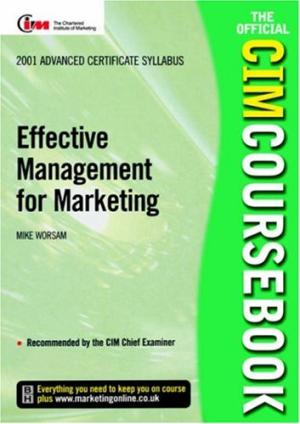 CIM The Chartered
Institute of Marketing
2001 ADVANCED CERTIFICATE SYLLABUS
Effective
Management
for Marketing
MIKE WORSAM
• Recommended by the CIM Chief Examiner
BH Everything you need to keep you on course
plus www.marketingonline.co.uk
THE
OFFICIAL
CIM COURSEBOOK